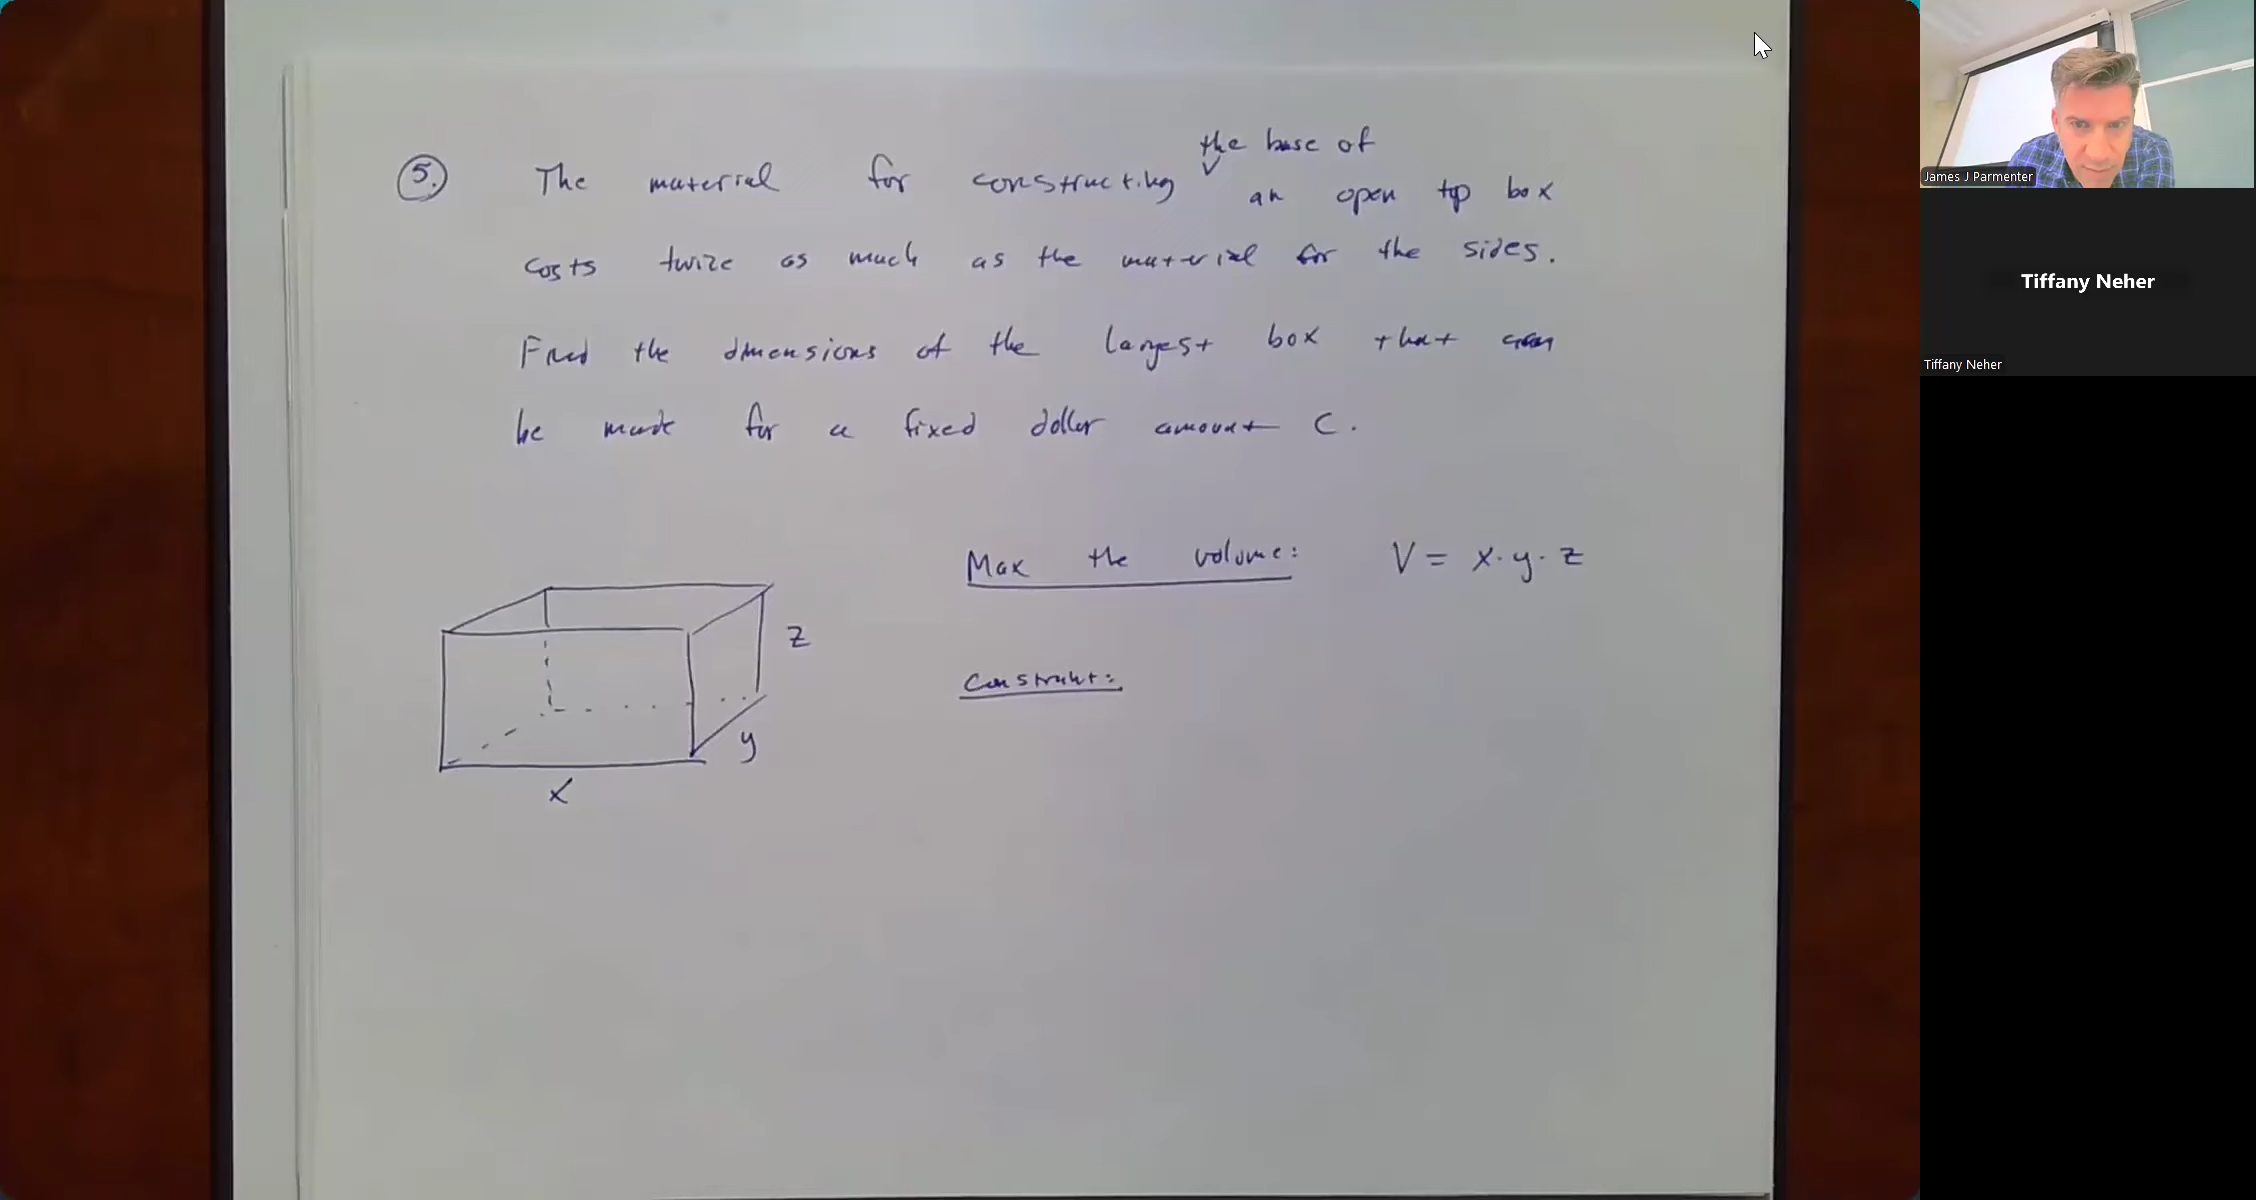 5. The material for constructing the base of an open top box
costs twice as much as the material for the sides.
Find the dimensions of the largest box that can
be made for a fixed dollar amount C.
Max the volume: V = x·y·z
z
Constraint:
y
x
James J Parmenter
Tiffany Neher
Tiffany Neher